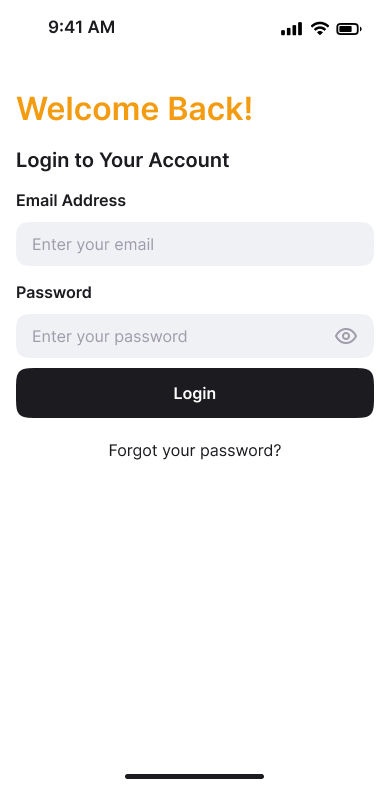 9:41 AM
Welcome Back!
Login to Your Account
Email Address
Enter your email
Password
Enter your password
Login
Forgot your password?